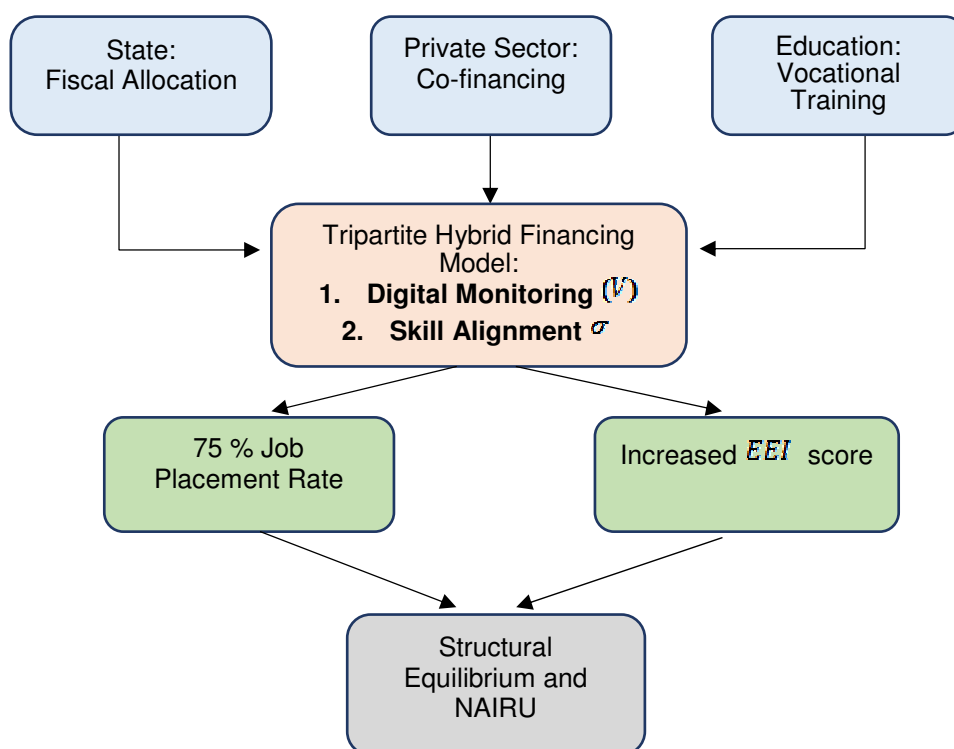 State:
Fiscal Allocation
Private Sector:
Co-financing
Education:
Vocational
Training
Tripartite Hybrid Financing
Model:
1. Digital Monitoring (V)
2. Skill Alignment σ
75 % Job
Placement Rate
Increased EEI score
Structural
Equilibrium and
NAIRU